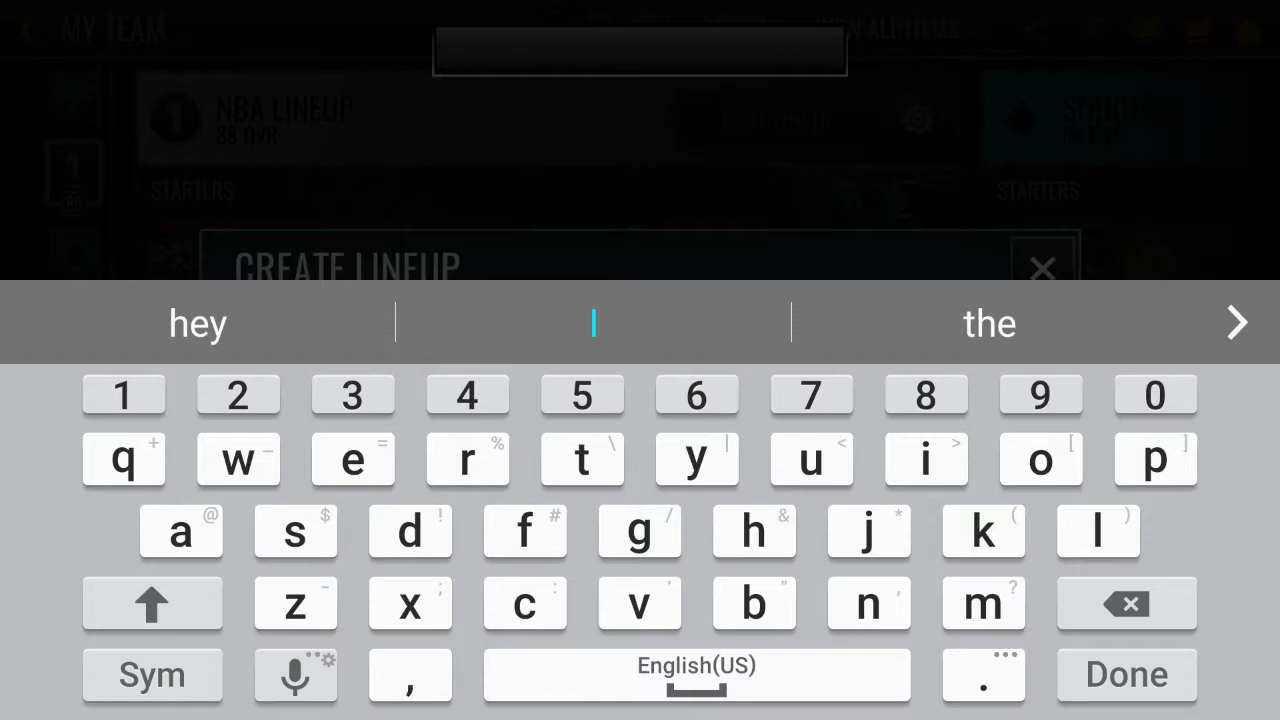 MY TEAM
NBA LINEUP
88 OVR
STARTERS
STARTERS
CREATE LINEUP
hey
I
the
1 2 3 4 5 6 7 8 9 0
q + w _ e = r % t \ y | u < i > o [ p ]
a @ s $ d ! f # g / h & j * k ( l )
z - x ; c : v ' b " n , m ?
Sym , English(US) . Done